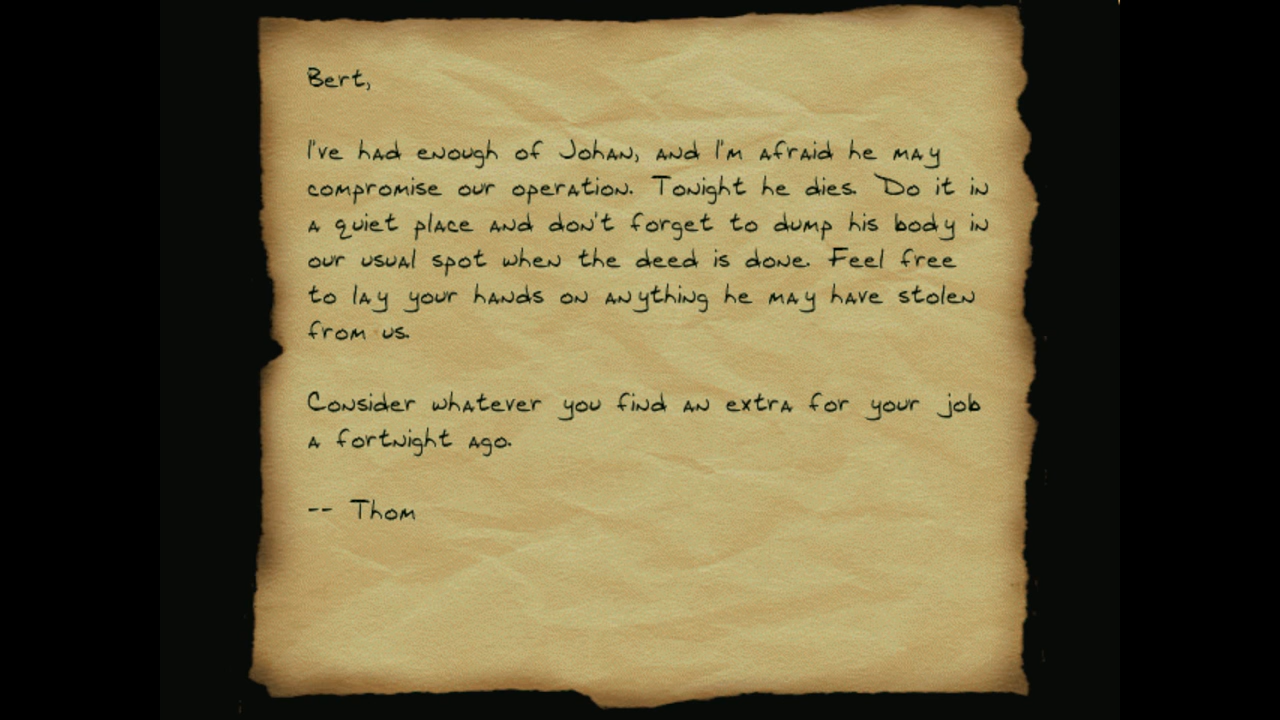 Bert,
I've had enough of Johan, and I'm afraid he may
compromise our operation. Tonight he dies. Do it in
a quiet place and don't forget to dump his body in
our usual spot when the deed is done. Feel free
to lay your hands on anything he may have stolen
from us.
Consider whatever you find an extra for your job
a fortnight ago.
-- Thom